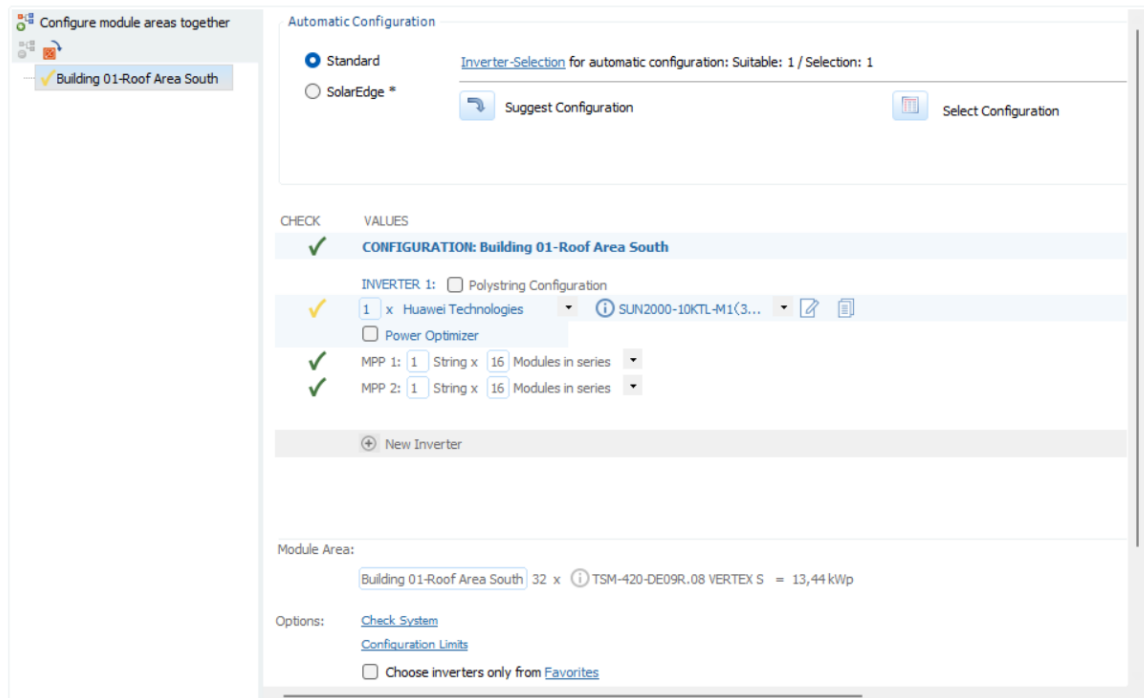 Configure module areas together
Building 01-Roof Area South
Automatic Configuration
Standard
Inverter-Selection for automatic configuration: Suitable: 1 / Selection: 1
SolarEdge *
Suggest Configuration
Select Configuration
CHECK VALUES
CONFIGURATION: Building 01-Roof Area South
INVERTER 1: Polystring Configuration
1 x Huawei Technologies SUN2000-10KTL-M1(3...
Power Optimizer
MPP 1: 1 String x 16 Modules in series
MPP 2: 1 String x 16 Modules in series
New Inverter
Module Area:
Building 01-Roof Area South 32 x TSM-420-DE09R.08 VERTEX S = 13,44 kWp
Options: Check System
Configuration Limits
Choose inverters only from Favorites